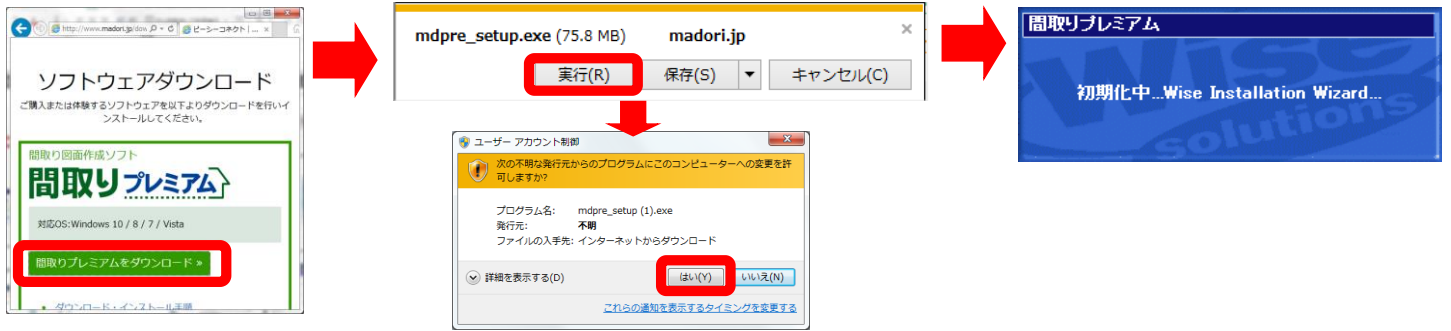 http://www.madori.jp/dow
ピーシーコネクト | ...
ソフトウェアダウンロード
ご購入または体験するソフトウェアを以下よりダウンロードを行いイ
ンストールしてください。
間取り図面作成ソフト
間取りプレミアム
対応OS:Windows 10 / 8 / 7 / Vista
間取りプレミアムをダウンロード »
ダウンロード・インストール手順
mdpre_setup.exe (75.8 MB) madori.jp
実行(R) 保存(S) キャンセル(C)
ユーザー アカウント制御
次の不明な発行元からのプログラムにこのコンピューターへの変更を許
可しますか?
プログラム名: mdpre_setup (1).exe
発行元: 不明
ファイルの入手先: インターネットからダウンロード
詳細を表示する(D) はい(Y) いいえ(N)
これらの通知を表示するタイミングを変更する
間取りプレミアム
初期化中...Wise Installation Wizard...
Wise
solutions